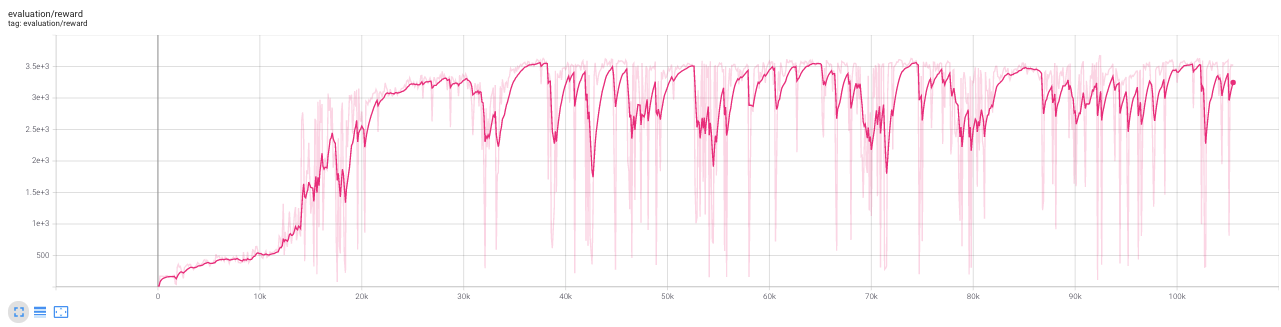 evaluation/reward
tag: evaluation/reward
3.5e+3
3e+3
2.5e+3
2e+3
1.5e+3
1e+3
500
0 10k 20k 30k 40k 50k 60k 70k 80k 90k 100k